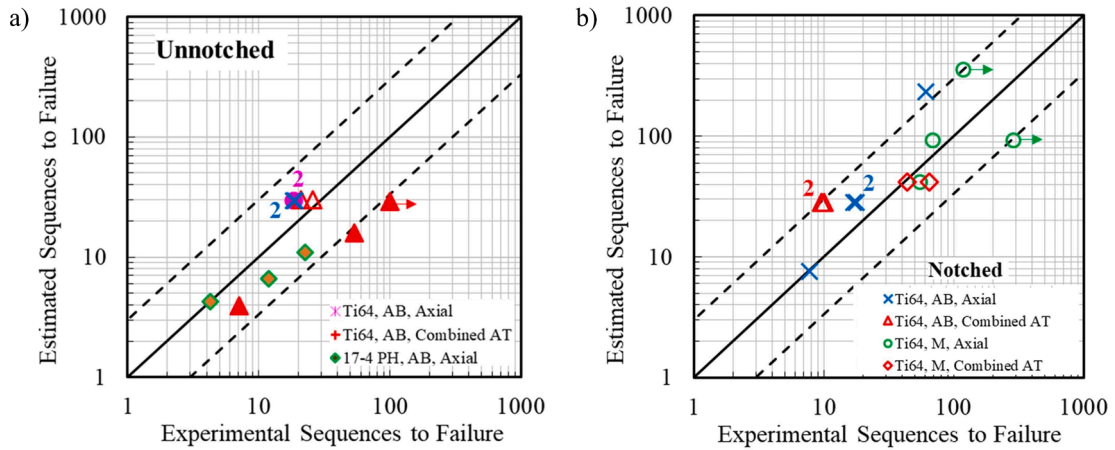 a)
Unnotched
Estimated Sequences to Failure
1000
100
10
1
2
2
Ti64, AB, Axial
Ti64, AB, Combined AT
17-4 PH, AB, Axial
1 10 100 1000
Experimental Sequences to Failure
b)
Estimated Sequences to Failure
1000
100
10
1
2
2
Notched
Ti64, AB, Axial
Ti64, AB, Combined AT
Ti64, M, Axial
Ti64, M, Combined AT
1 10 100 1000
Experimental Sequences to Failure